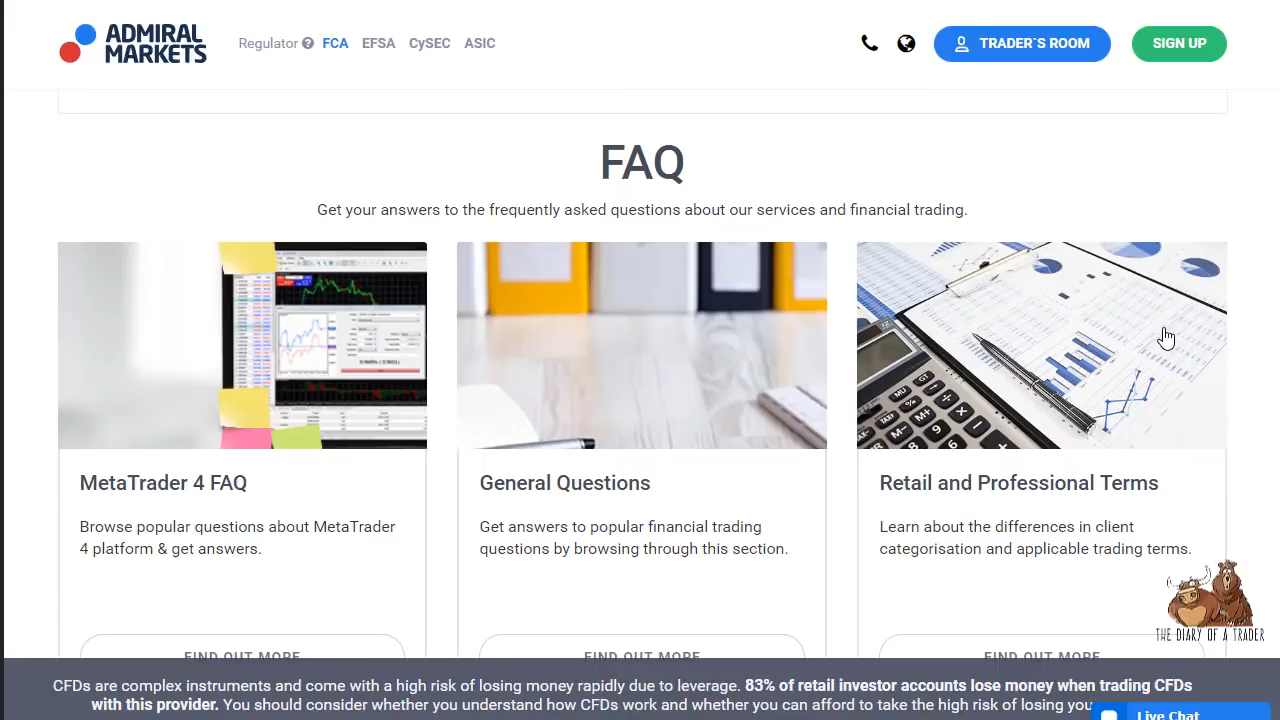 ADMIRAL
MARKETS
Regulator FCA EFSA CySEC ASIC
TRADER`S ROOM
SIGN UP
FAQ
Get your answers to the frequently asked questions about our services and financial trading.
MetaTrader 4 FAQ
Browse popular questions about MetaTrader
4 platform & get answers.
FIND OUT MORE
General Questions
Get answers to popular financial trading
questions by browsing through this section.
FIND OUT MORE
Retail and Professional Terms
Learn about the differences in client
categorisation and applicable trading terms.
FIND OUT MORE
THE DIARY OF A TRADER
CFDs are complex instruments and come with a high risk of losing money rapidly due to leverage. 83% of retail investor accounts lose money when trading CFDs
with this provider. You should consider whether you understand how CFDs work and whether you can afford to take the high risk of losing
Live Chat